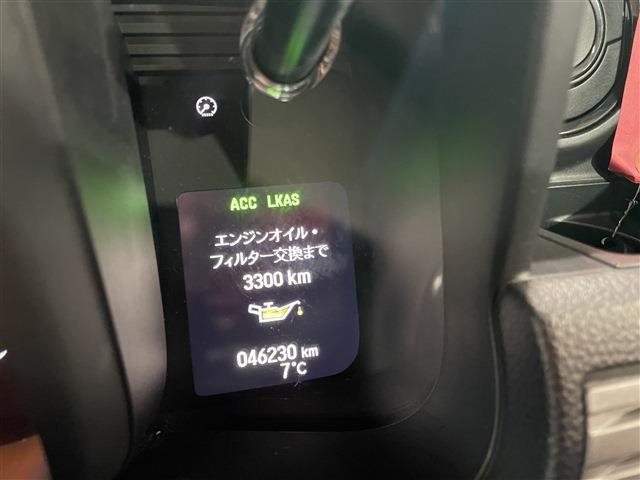 ACC LKAS
エンジンオイル・
フィルター交換まで
3300 km
046230 km
7°C